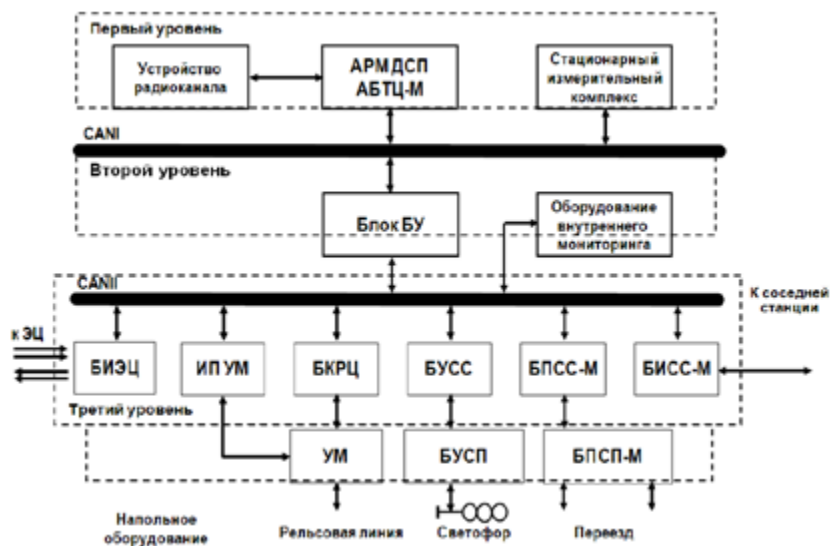 Первый уровень
Устройство
радиоканала
АРМДСП
АБТЦ-М
Стационарный
измерительный
комплекс
CANI
Второй уровень
Блок БУ
Оборудование
внутреннего
мониторинга
CANII
К соседней
станции
к ЭЦ
БИЭЦ
ИП УМ
БКРЦ
БУСС
БПСС-М
БИСС-М
Третий уровень
УМ
БУСП
БПСП-М
Напольное
оборудование
Рельсовая линия
Светофор
Переезд